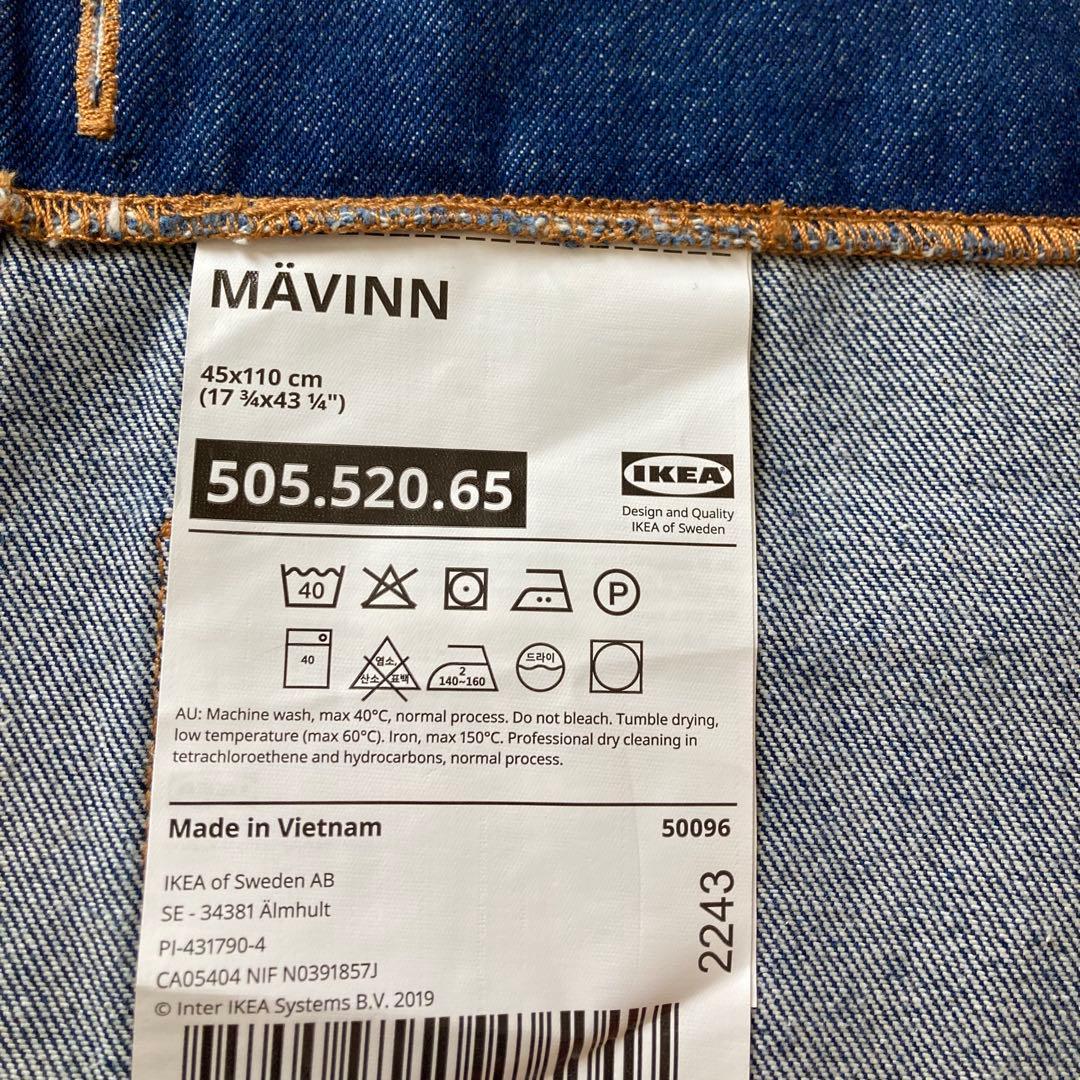 MÄVINN
45x110 cm
(17 ¾x43 ¼")
505.520.65
IKEA®
Design and Quality
IKEA of Sweden
40
P
40
염소,
산소 표백
2
140~160
드라이
AU: Machine wash, max 40°C, normal process. Do not bleach. Tumble drying,
low temperature (max 60°C). Iron, max 150°C. Professional dry cleaning in
tetrachloroethene and hydrocarbons, normal process.
Made in Vietnam
50096
IKEA of Sweden AB
SE - 34381 Älmhult
PI-431790-4
CA05404 NIF N0391857J
© Inter IKEA Systems B.V. 2019
2243